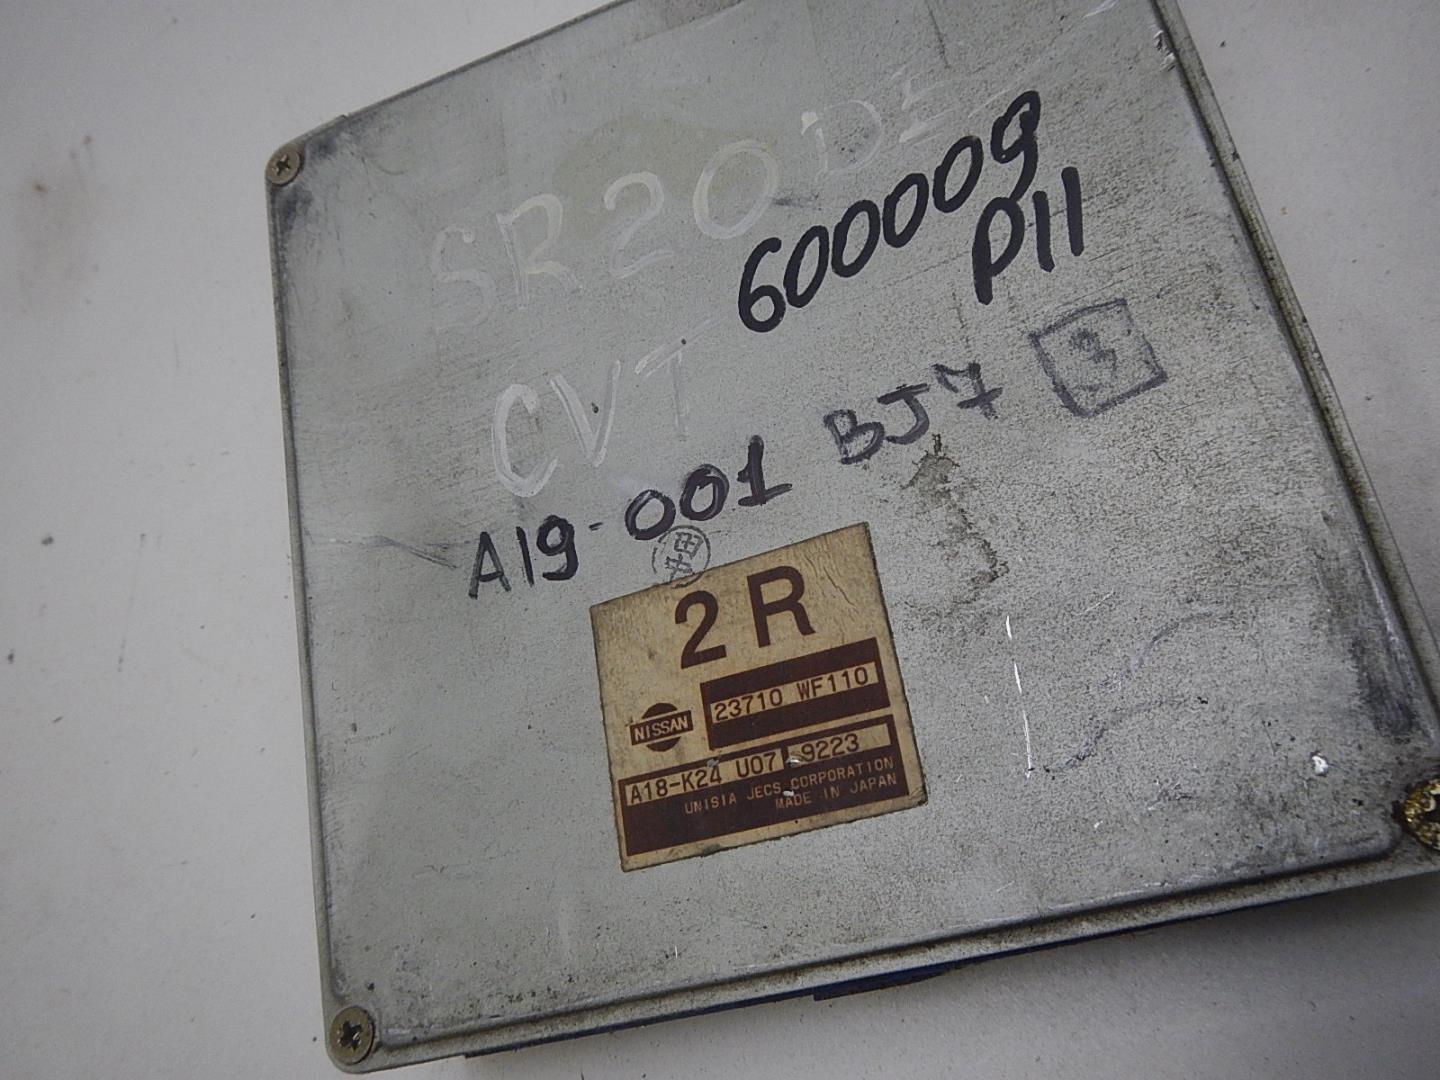 SR20DE
600009
P11
CVT
A19-001 BJ7 3
2R
NISSAN
23710 WF110
A18-K24 U07 9223
UNISIA JECS CORPORATION
MADE IN JAPAN